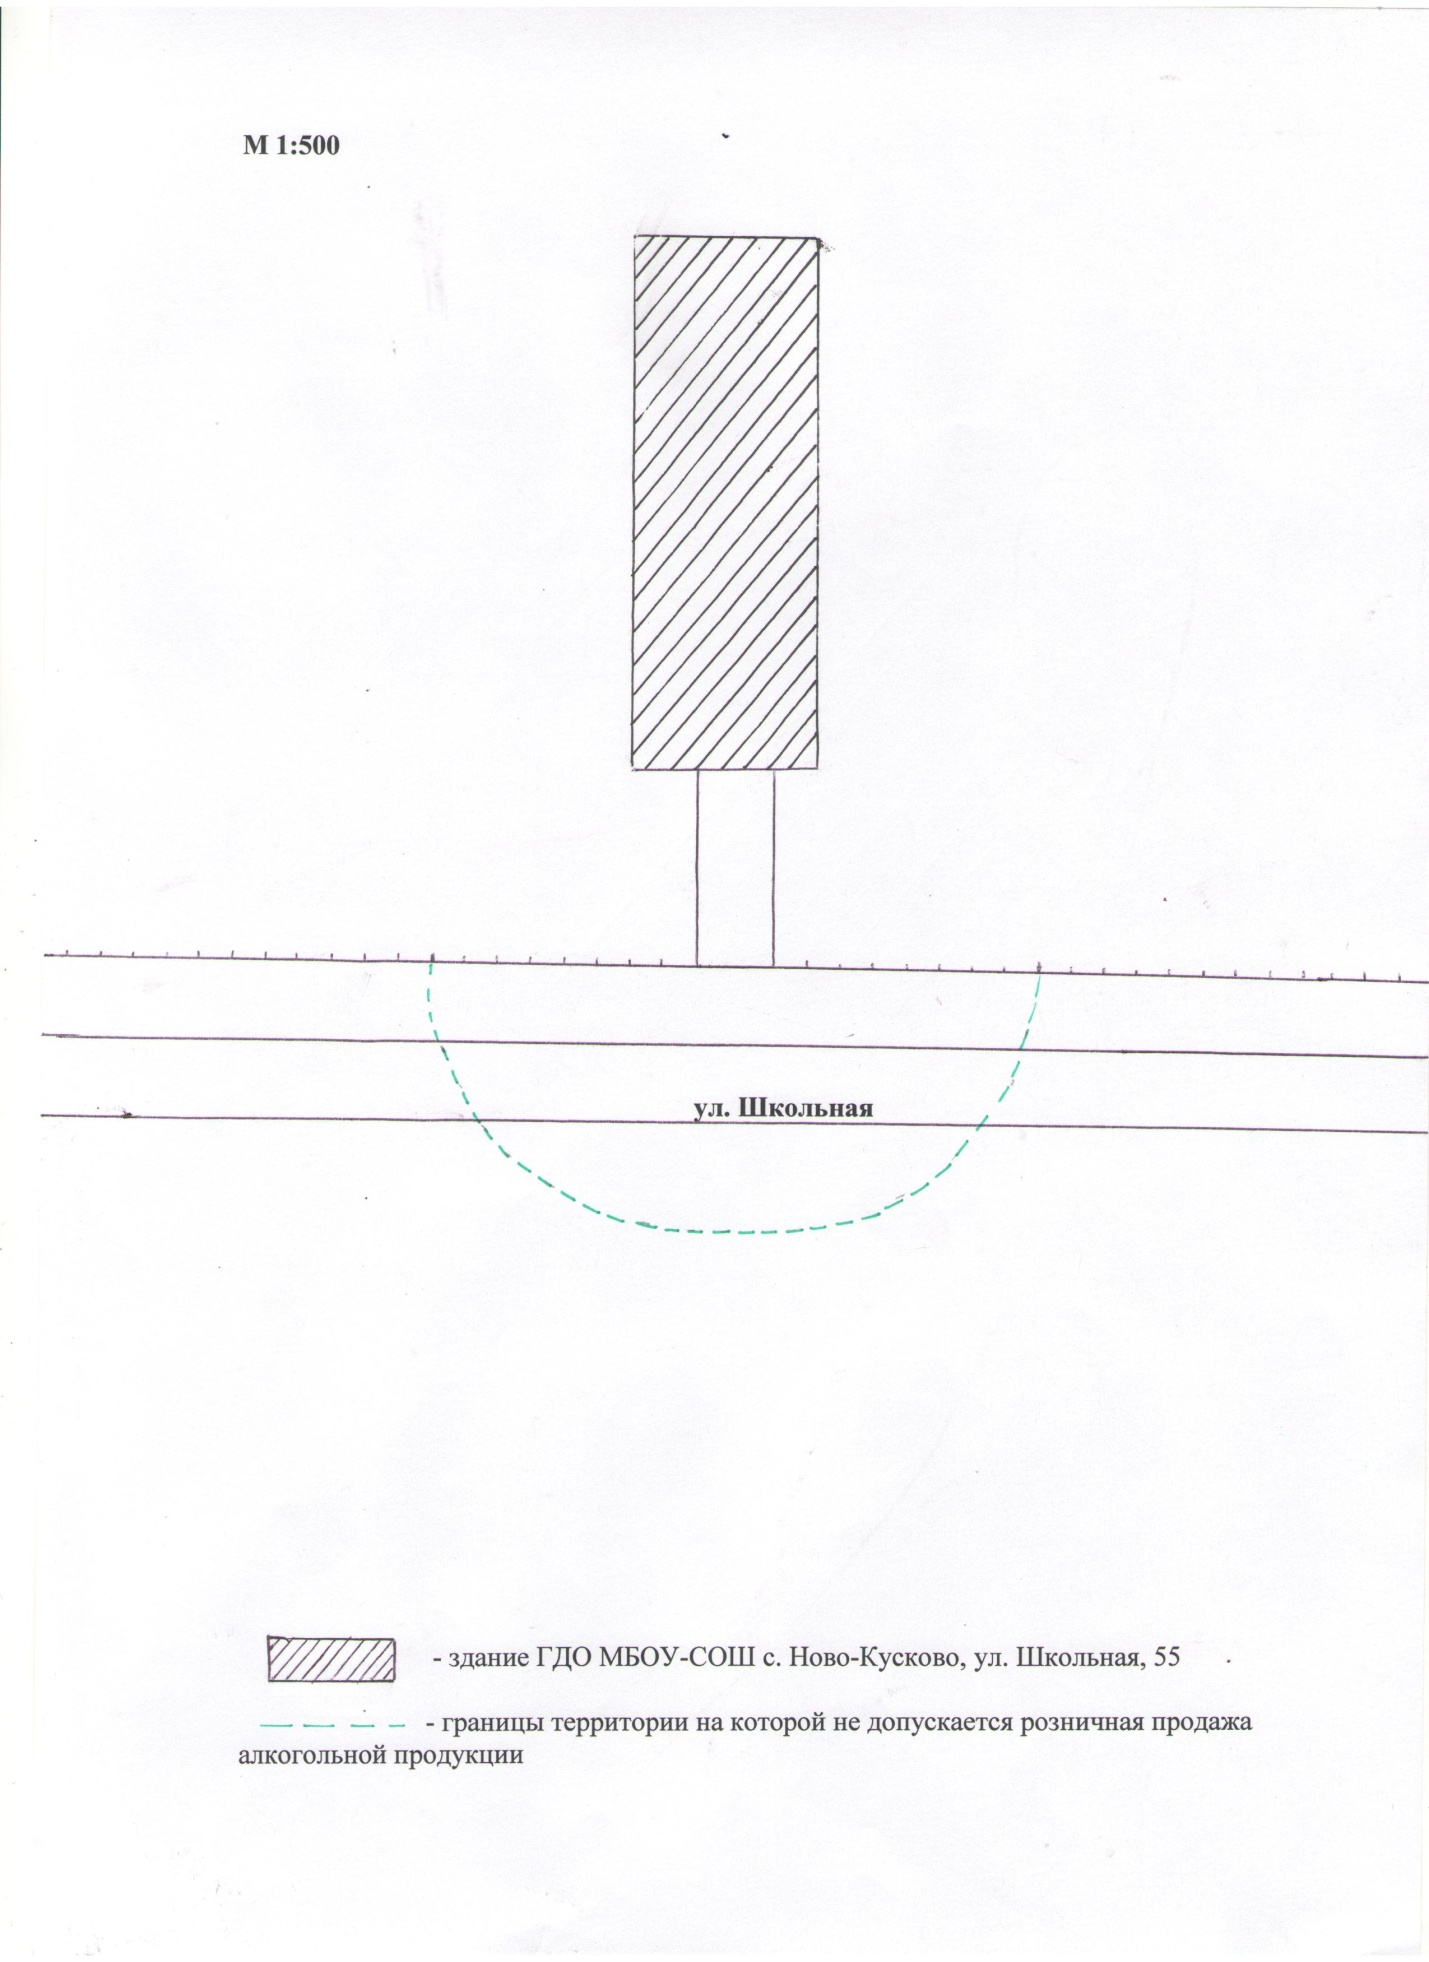 М 1:500
ул. Школьная
- здание ГДО МБОУ-СОШ с. Ново-Кусково, ул. Школьная, 55
- границы территории на которой не допускается розничная продажа
алкогольной продукции